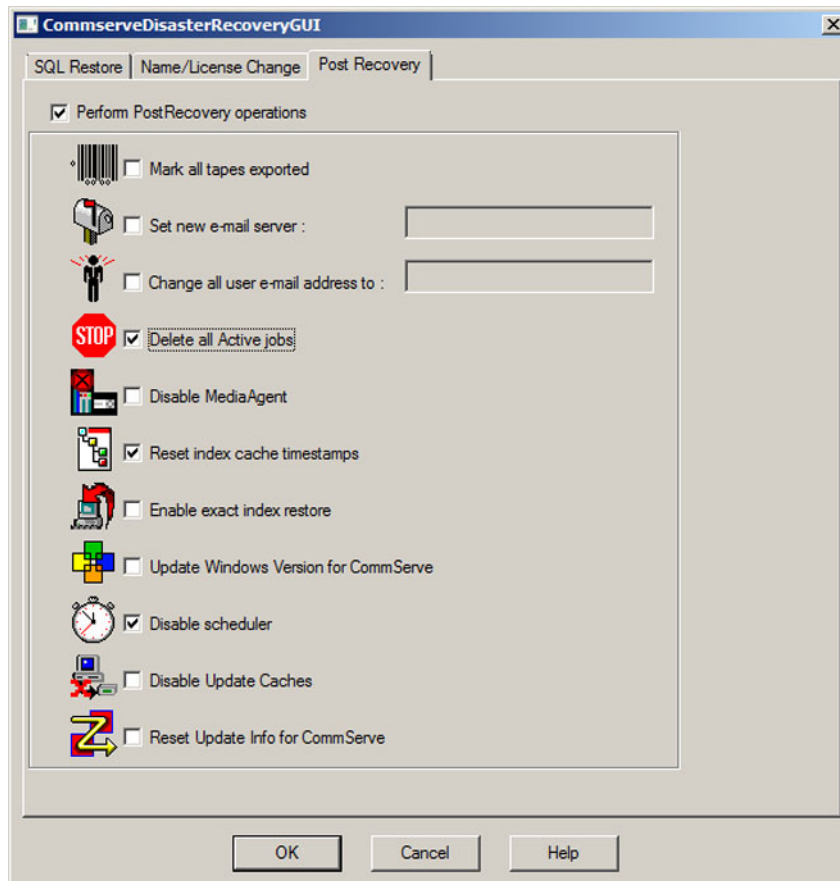 CommserveDisasterRecoveryGUI
SQL Restore
Name/License Change
Post Recovery
Perform PostRecovery operations
Mark all tapes exported
Set new e-mail server :
Change all user e-mail address to :
STOP
Delete all Active jobs
Disable MediaAgent
Reset index cache timestamps
Enable exact index restore
Update Windows Version for CommServe
Disable scheduler
Disable Update Caches
Reset Update Info for CommServe
OK
Cancel
Help